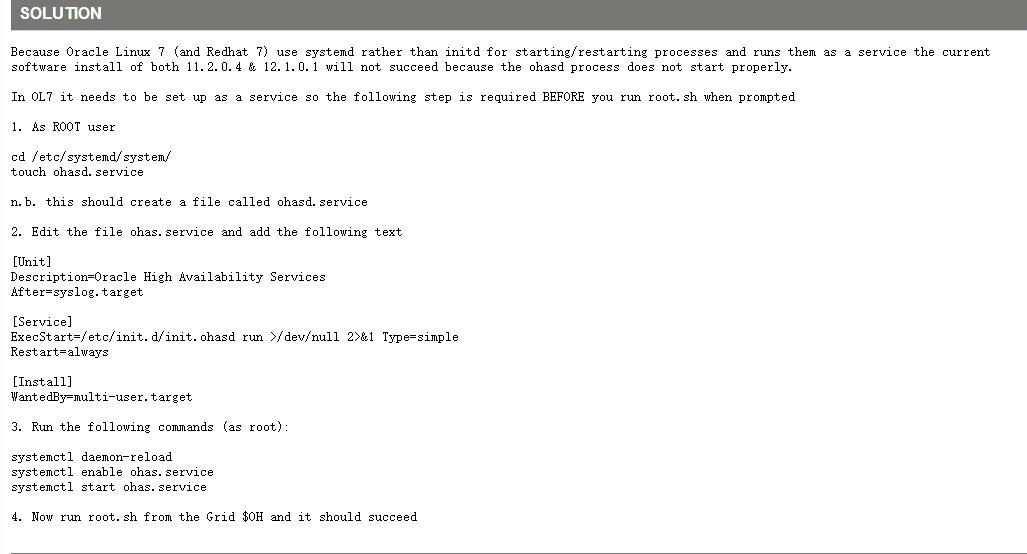 SOLUTION
Because Oracle Linux 7 (and Redhat 7) use systemd rather than initd for starting/restarting processes and runs them as a service the current
software install of both 11.2.0.4 & 12.1.0.1 will not succeed because the ohasd process does not start properly.
In OL7 it needs to be set up as a service so the following step is required BEFORE you run root.sh when prompted
1. As ROOT user
cd /etc/systemd/system/
touch ohasd.service
n.b. this should create a file called ohasd.service
2. Edit the file ohas.service and add the following text
[Unit]
Description=Oracle High Availability Services
After=syslog.target
[Service]
ExecStart=/etc/init.d/init.ohasd run >/dev/null 2>&1 Type=simple
Restart=always
[Install]
WantedBy=multi-user.target
3. Run the following commands (as root):
systemctl daemon-reload
systemctl enable ohas.service
systemctl start ohas.service
4. Now run root.sh from the Grid $OH and it should succeed